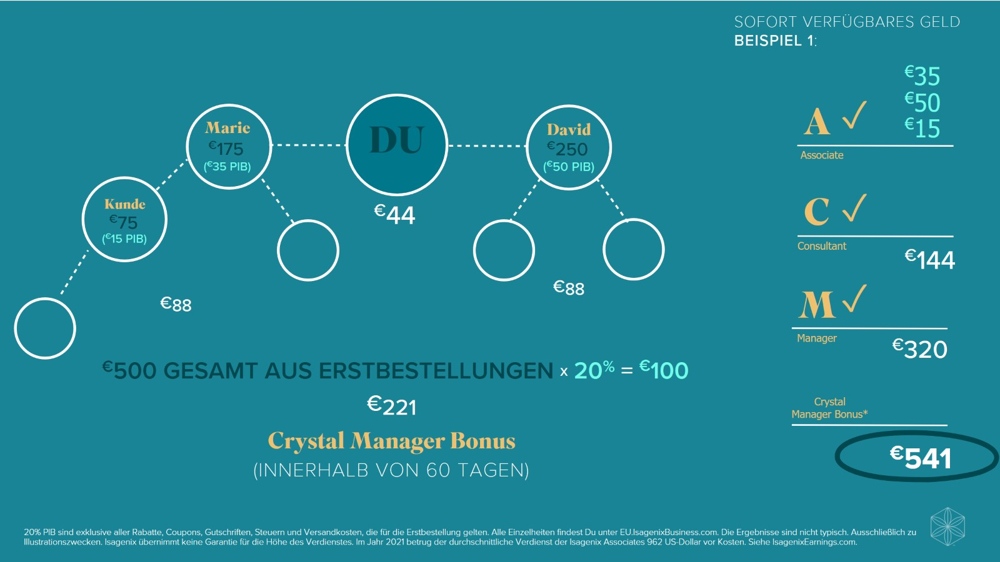 SOFORT VERFÜGBARES GELD
BEISPIEL 1:
Marie
€175
(€35 PIB)
DU
€44
David
€250
(€50 PIB)
Kunde
€75
(€15 PIB)
€88
€88
€500 GESAMT AUS ERSTBESTELLUNGEN x 20% = €100
€221
Crystal Manager Bonus
(INNERHALB VON 60 TAGEN)
€35
€50
€15
A ✓
Associate
C ✓
Consultant
€144
M ✓
Manager
€320
Crystal
Manager Bonus*
€541
20% PIB sind exklusive aller Rabatte, Coupons, Gutschriften, Steuern und Versandkosten, die für die Erstbestellung gelten. Alle Einzelheiten findest Du unter EU.IsagenixBusiness.com. Die Ergebnisse sind nicht typisch. Ausschließlich zu
Illustrationszwecken. Isagenix übernimmt keine Garantie für die Höhe des Verdienstes. Im Jahr 2021 betrug der durchschnittliche Verdienst der Isagenix Associates 962 US-Dollar vor Kosten. Siehe IsagenixEarnings.com.